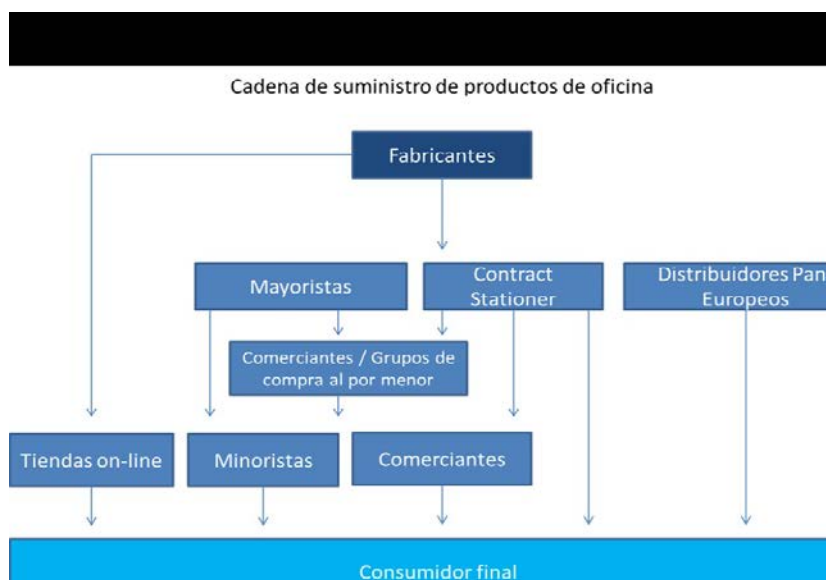 Cadena de suministro de productos de oficina
Fabricantes
Mayoristas
Contract
Stationer
Distribuidores Pan
Europeos
Comerciantes / Grupos de
compra al por menor
Tiendas on-line
Minoristas
Comerciantes
Consumidor final